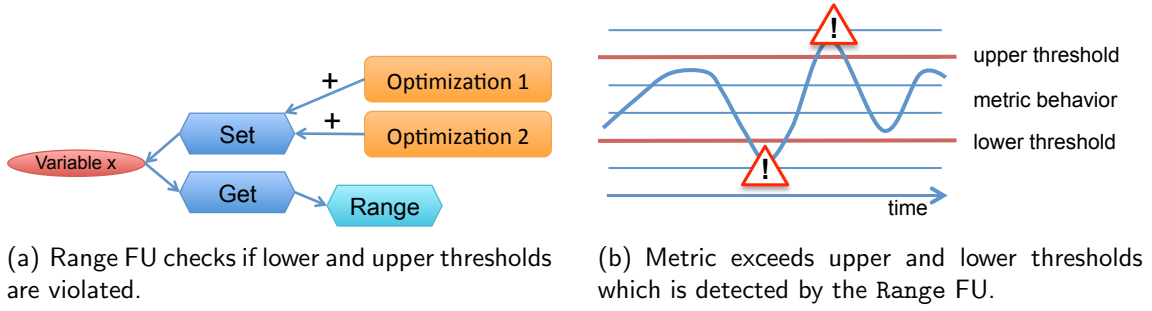 +
Optimization 1
+
Optimization 2
Set
Variable x
Get
Range
(a) Range FU checks if lower and upper thresholds
are violated.
!
upper threshold
metric behavior
lower threshold
!
time
(b) Metric exceeds upper and lower thresholds
which is detected by the Range FU.